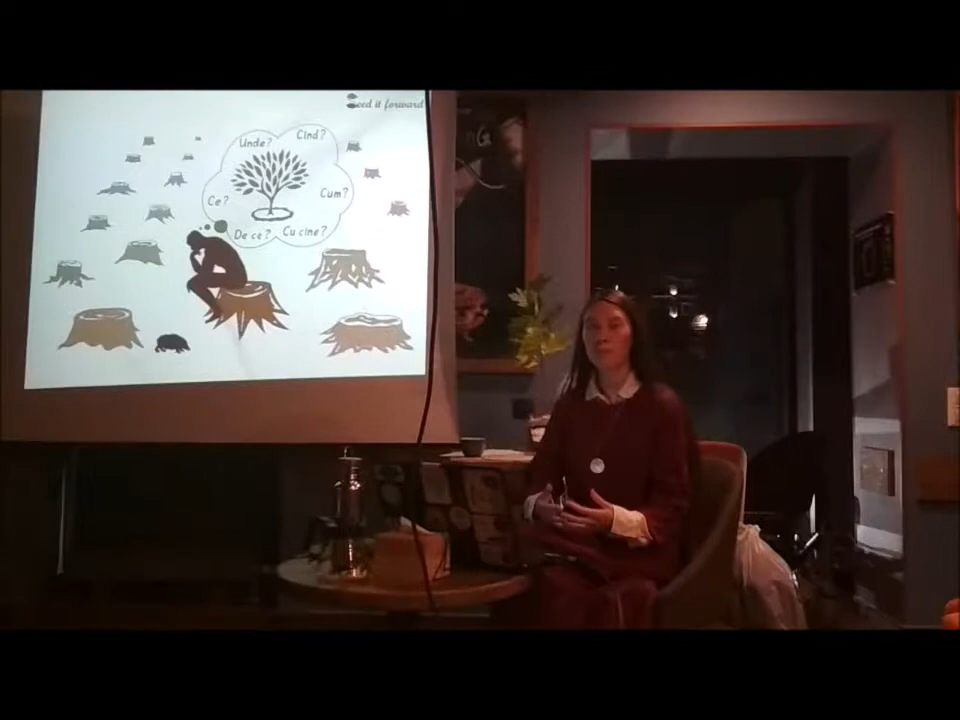 Seed it forward
Cînd?
Unde?
Ce?
Cum?
De ce?
Cu cine?